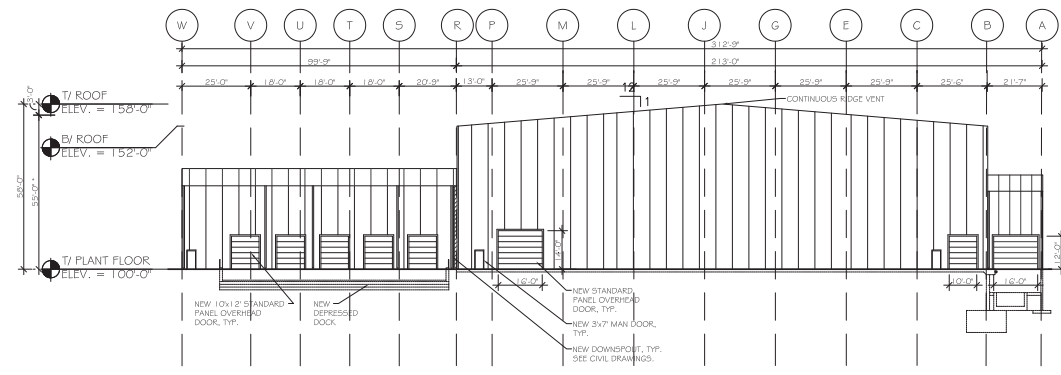 W V U T S R P M L J G E C B A
312'-9"
99'-9" 213'-0"
25'-0" 18'-0" 18'-0" 18'-0" 20'-9" 13'-0" 25'-9" 25'-9" 25'-9" 25'-9" 25'-9" 25'-9" 25'-6" 21'-7"
12
1
CONTINUOUS RIDGE VENT
T/ ROOF
ELEV. = 158'-0"
B/ ROOF
ELEV. = 152'-0"
3'-0"
58'-0"
55'-0"
T/ PLANT FLOOR
ELEV. = 100'-0"
14'-0"
12'-0"
16'-0"
10'-0"
16'-0"
NEW 10'x12' STANDARD
PANEL OVERHEAD
DOOR, TYP.
NEW
DEPRESSED
DOCK
NEW STANDARD
PANEL OVERHEAD
DOOR, TYP.
NEW 3'x7' MAN DOOR,
TYP.
NEW DOWNSPOUT, TYP.
SEE CIVIL DRAWINGS.